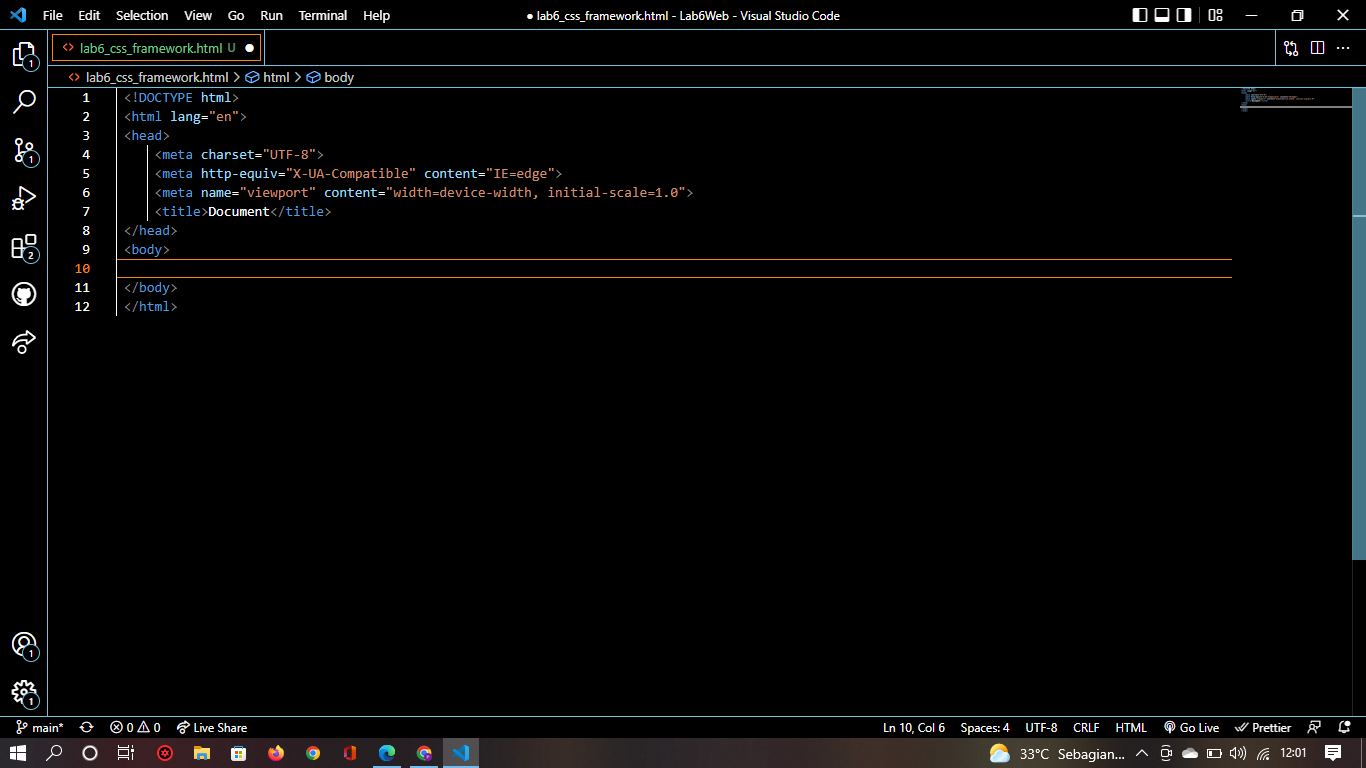 File Edit Selection View Go Run Terminal Help ● lab6_css_framework.html - Lab6Web - Visual Studio Code
lab6_css_framework.html U
lab6_css_framework.html > html > body
1 <!DOCTYPE html>
2 <html lang="en">
3 <head>
4 <meta charset="UTF-8">
5 <meta http-equiv="X-UA-Compatible" content="IE=edge">
6 <meta name="viewport" content="width=device-width, initial-scale=1.0">
7 <title>Document</title>
8 </head>
9 <body>
10
11 </body>
12 </html>
1
1
2
1
1
main* 0 0 Live Share Ln 10, Col 6 Spaces: 4 UTF-8 CRLF HTML Go Live Prettier
33°C Sebagian... 12:01